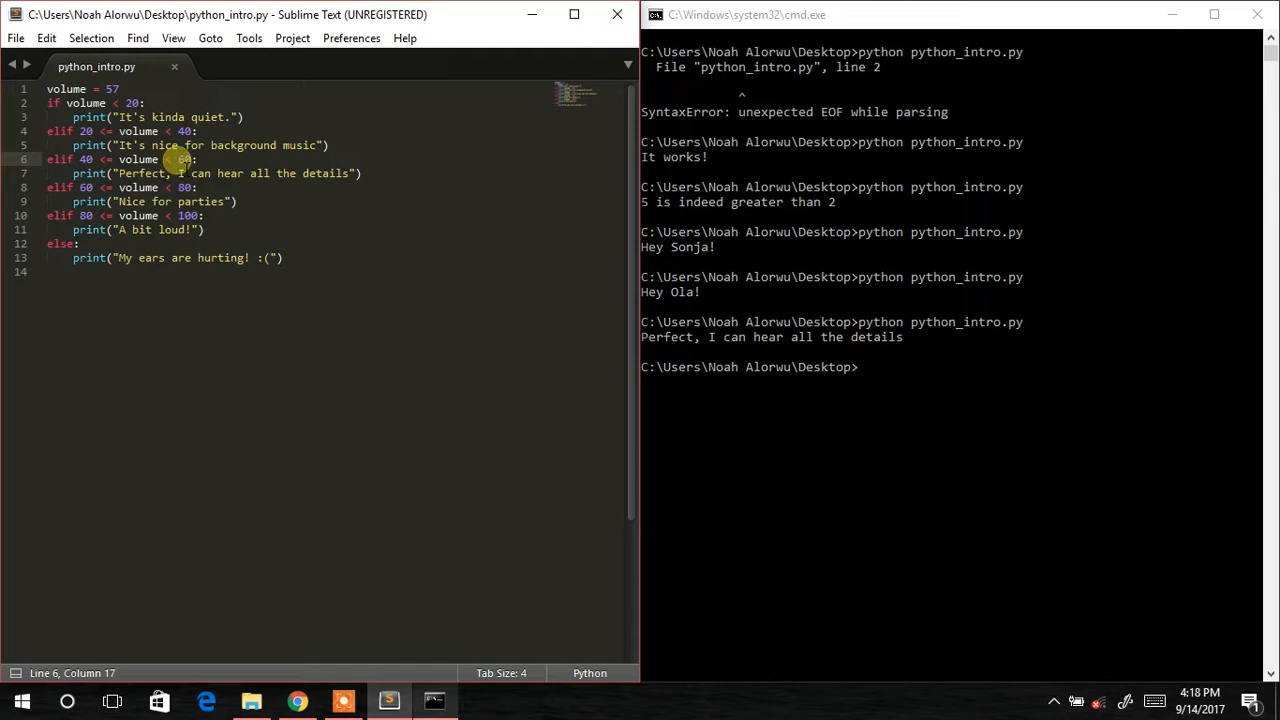 C:\Users\Noah Alorwu\Desktop\python_intro.py - Sublime Text (UNREGISTERED)
File Edit Selection Find View Goto Tools Project Preferences Help
python_intro.py
1 volume = 57
2 if volume < 20:
3     print("It's kinda quiet.")
4 elif 20 <= volume < 40:
5     print("It's nice for background music")
6 elif 40 <= volume < 60:
7     print("Perfect, I can hear all the details")
8 elif 60 <= volume < 80:
9     print("Nice for parties")
10 elif 80 <= volume < 100:
11     print("A bit loud!")
12 else:
13     print("My ears are hurting! :(")
14
Line 6, Column 17
Tab Size: 4
Python
C:\Windows\system32\cmd.exe
C:\Users\Noah Alorwu\Desktop>python python_intro.py
  File "python_intro.py", line 2
^
SyntaxError: unexpected EOF while parsing
C:\Users\Noah Alorwu\Desktop>python python_intro.py
It works!
C:\Users\Noah Alorwu\Desktop>python python_intro.py
5 is indeed greater than 2
C:\Users\Noah Alorwu\Desktop>python python_intro.py
Hey Sonja!
C:\Users\Noah Alorwu\Desktop>python python_intro.py
Hey Ola!
C:\Users\Noah Alorwu\Desktop>python python_intro.py
Perfect, I can hear all the details
C:\Users\Noah Alorwu\Desktop>
4:18 PM
9/14/2017
1